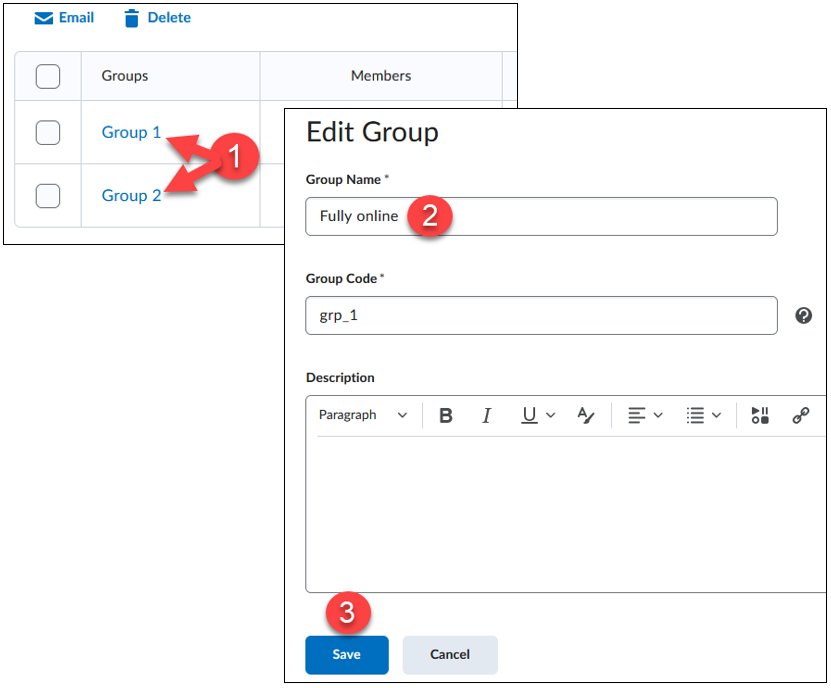 Email Delete
Groups Members
Group 1
1
Group 2
Edit Group
Group Name *
Fully online 2
Group Code *
grp_1 ?
Description
Paragraph B I U A
3
Save Cancel